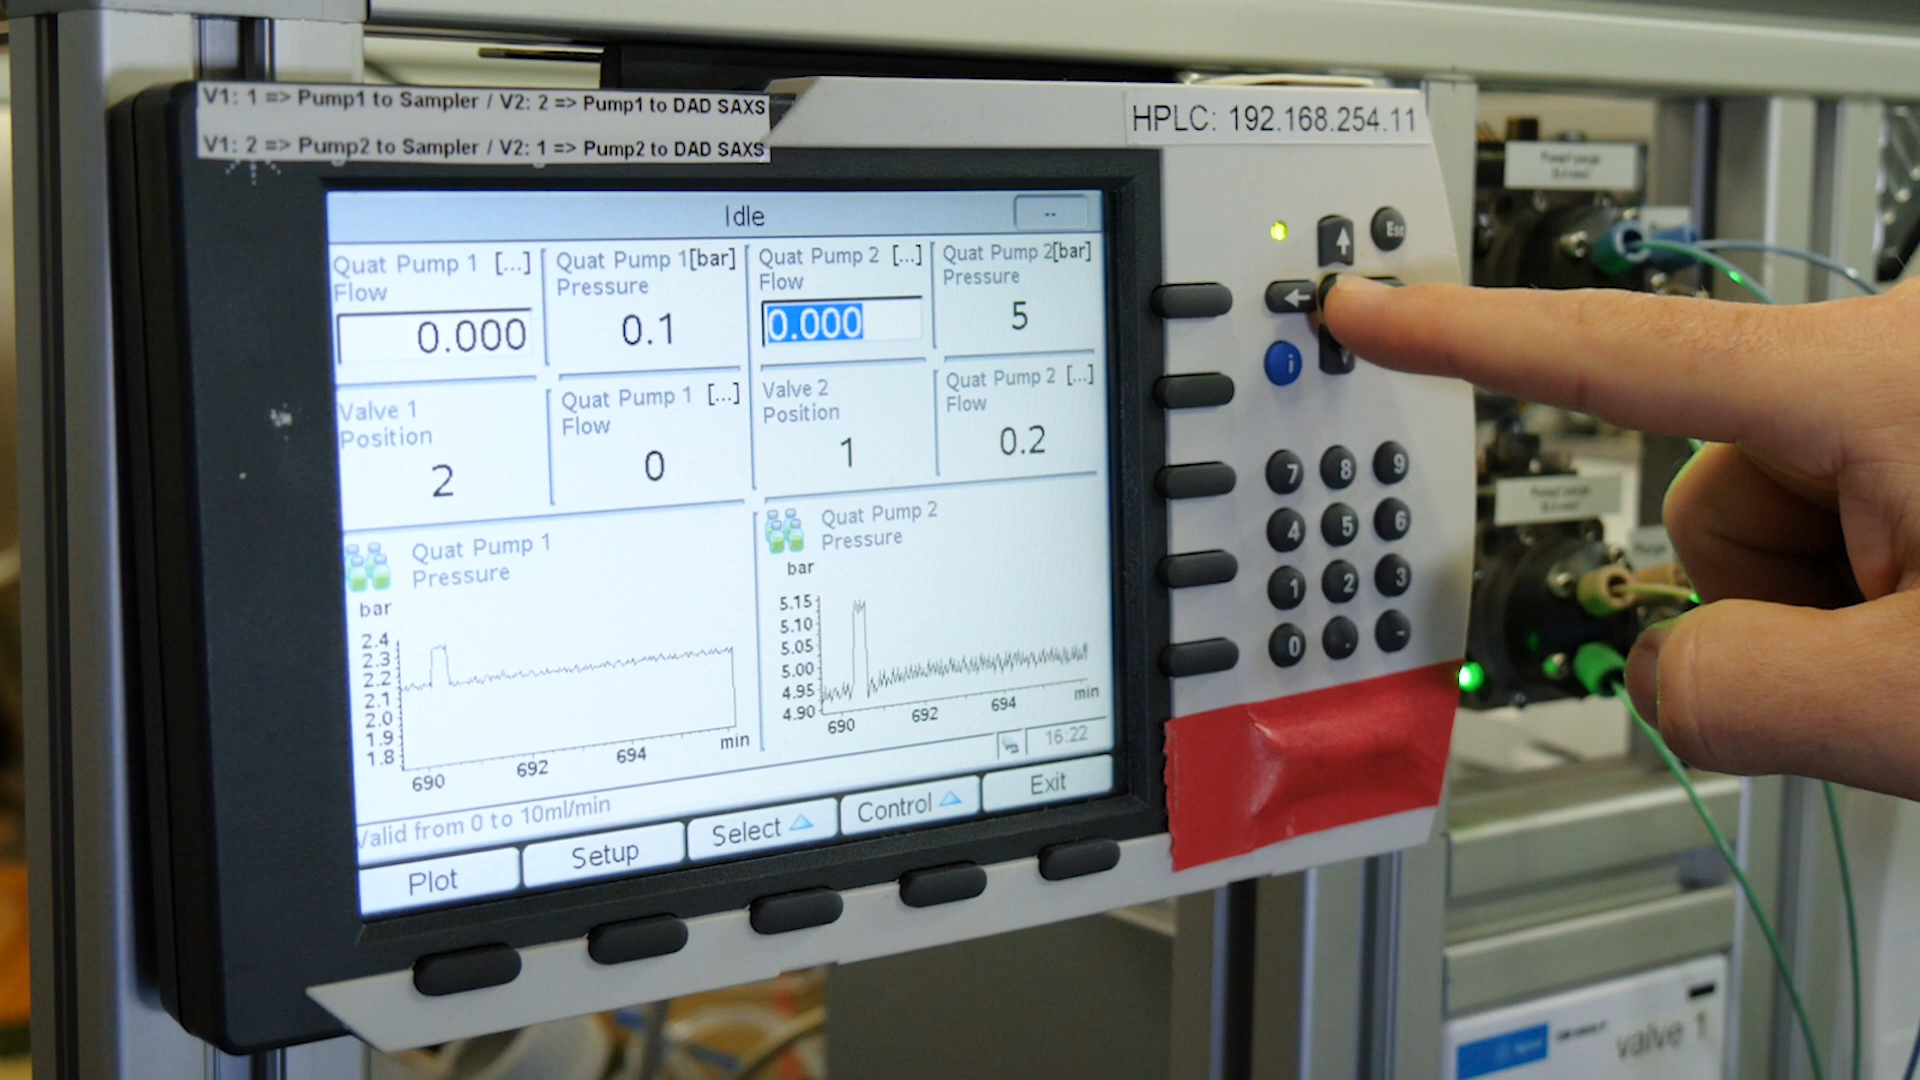 V1: 1 => Pump1 to Sampler / V2: 2 => Pump1 to DAD SAXS
V1: 2 => Pump2 to Sampler / V2: 1 => Pump2 to DAD SAXS
HPLC: 192.168.254.11
Idle
--
Quat Pump 1 [...]
Flow
0.000
Quat Pump 1[bar]
Pressure
0.1
Quat Pump 2 [...]
Flow
0.000
Quat Pump 2[bar]
Pressure
5
Valve 1
Position
2
Quat Pump 1 [...]
Flow
0
Valve 2
Position
1
Quat Pump 2 [...]
Flow
0.2
Quat Pump 1
Pressure
bar
2.4
2.3
2.2
2.1
2.0
1.9
1.8
690 692 694
min
Quat Pump 2
Pressure
bar
5.15
5.10
5.05
5.00
4.95
4.90
690 692 694
min
16:22
Valid from 0 to 10ml/min
Plot Setup Select Control Exit
Esc
i
7 8 9
4 5 6
1 2 3
0 . -
valve 1